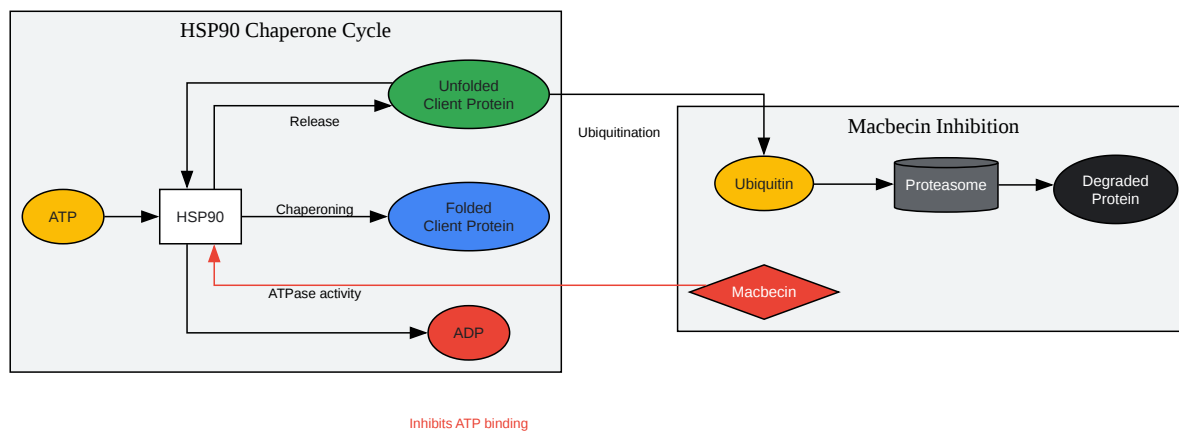 HSP90 Chaperone Cycle
Unfolded
Client Protein
Release
Ubiquitination
Macbecin Inhibition
Ubiquitin
Proteasome
Degraded
Protein
ATP
HSP90
Chaperoning
Folded
Client Protein
ATPase activity
Macbecin
ADP
Inhibits ATP binding